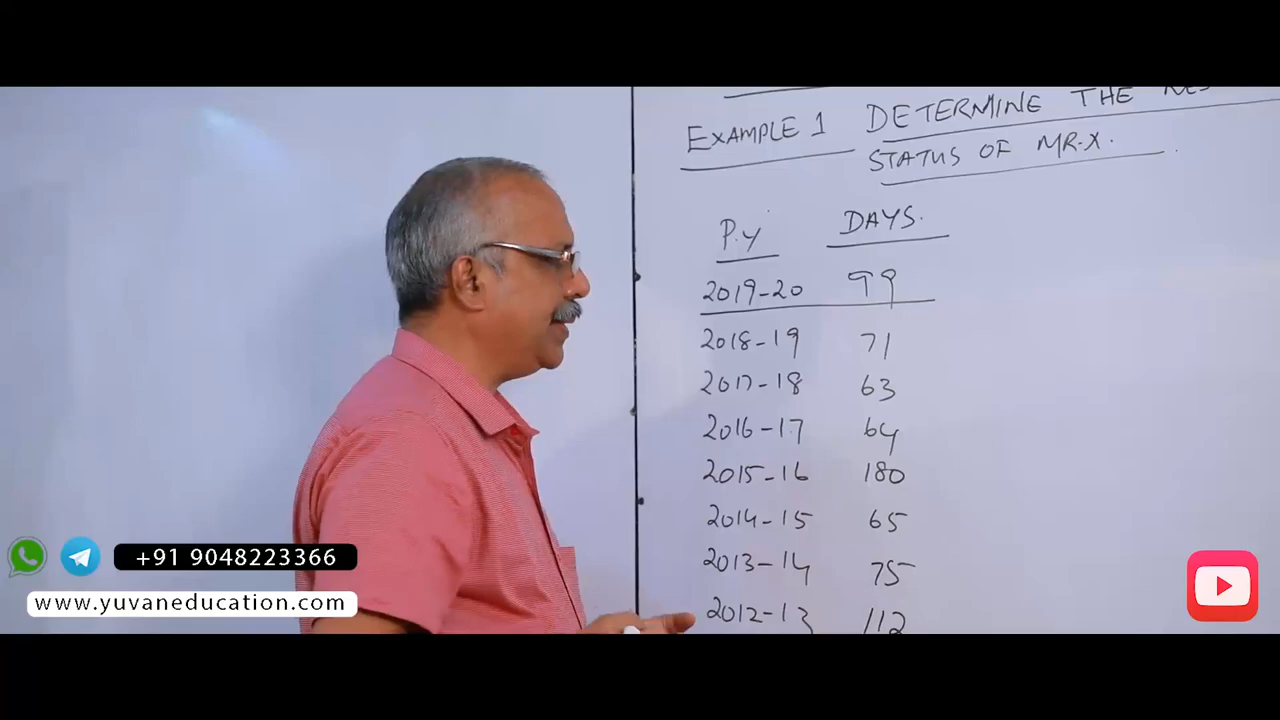 EXAMPLE 1 DETERMINE THE
STATUS OF MR.X.
P.Y DAYS.
2019-20 99
2018-19 71
2017-18 63
2016-17 64
2015-16 180
2014-15 65
2013-14 75
2012-13 112
+91 9048223366
www.yuvaneducation.com